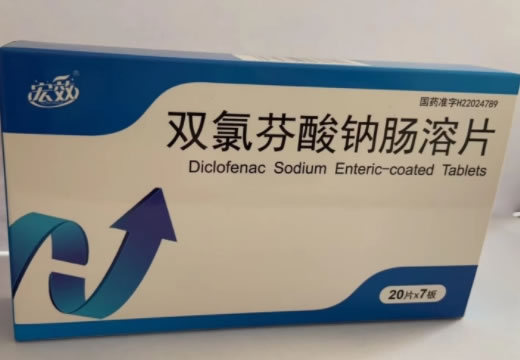 宏效
国药准字H22024789
双氯芬酸钠肠溶片
Diclofenac Sodium Enteric-coated Tablets
20片x7板